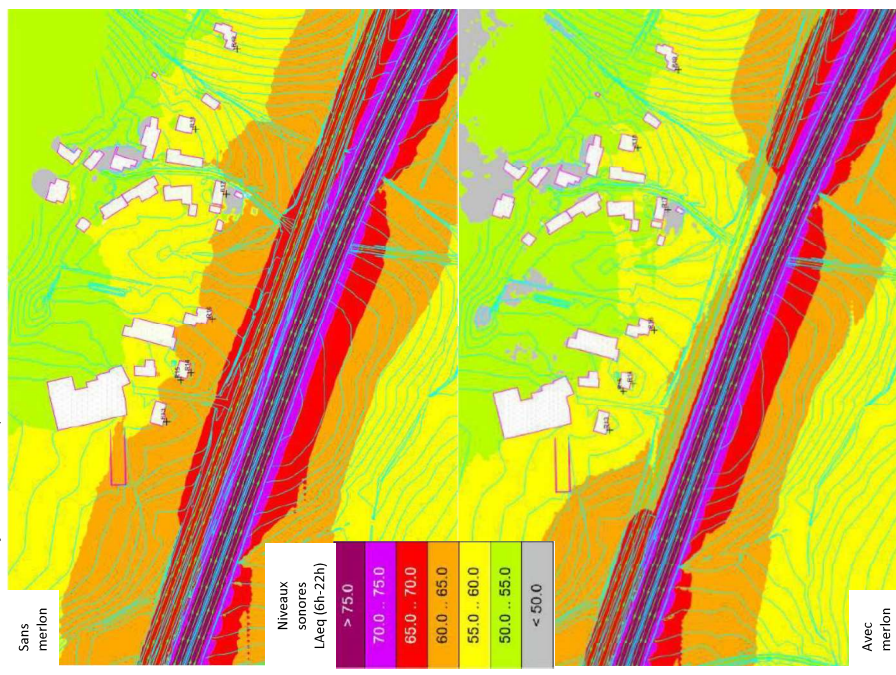 Sans
merlon
Niveaux
sonores
LAeq (6h-22h)
> 75.0
70.0 .. 75.0
65.0 .. 70.0
60.0 .. 65.0
55.0 .. 60.0
50.0 .. 55.0
< 50.0
Avec
merlon